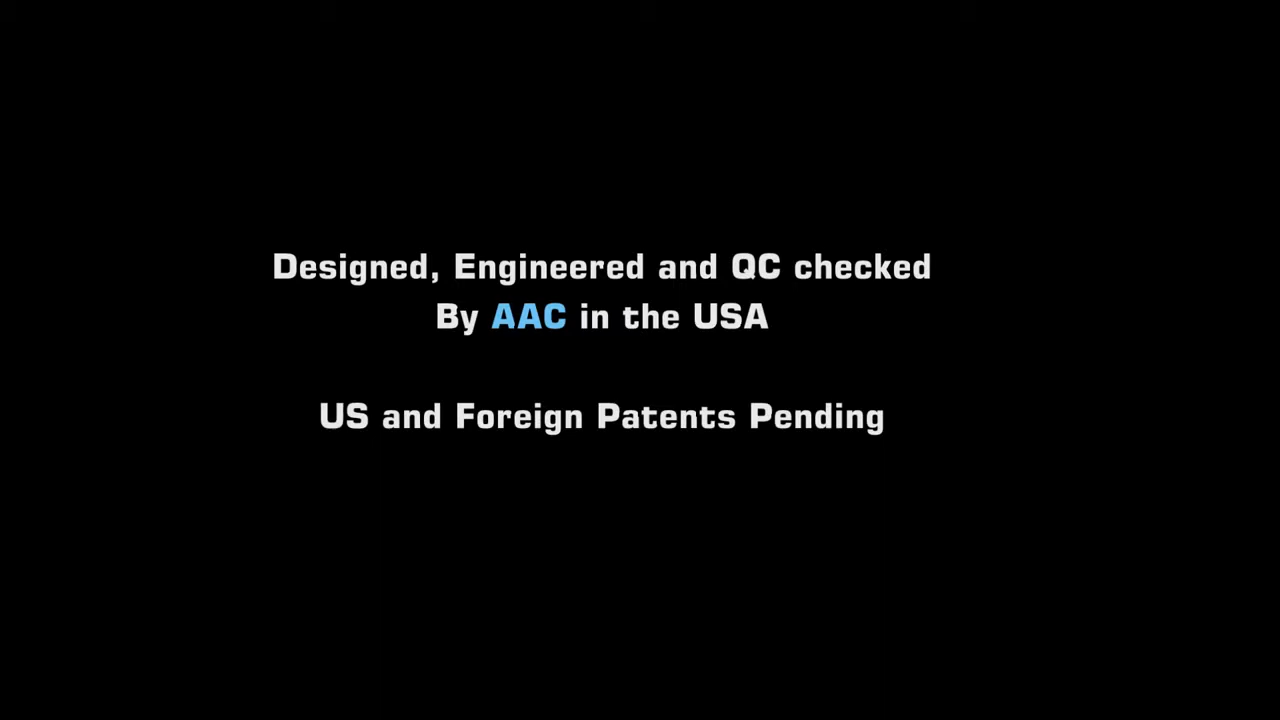 Designed, Engineered and QC checked
By AAC in the USA
US and Foreign Patents Pending